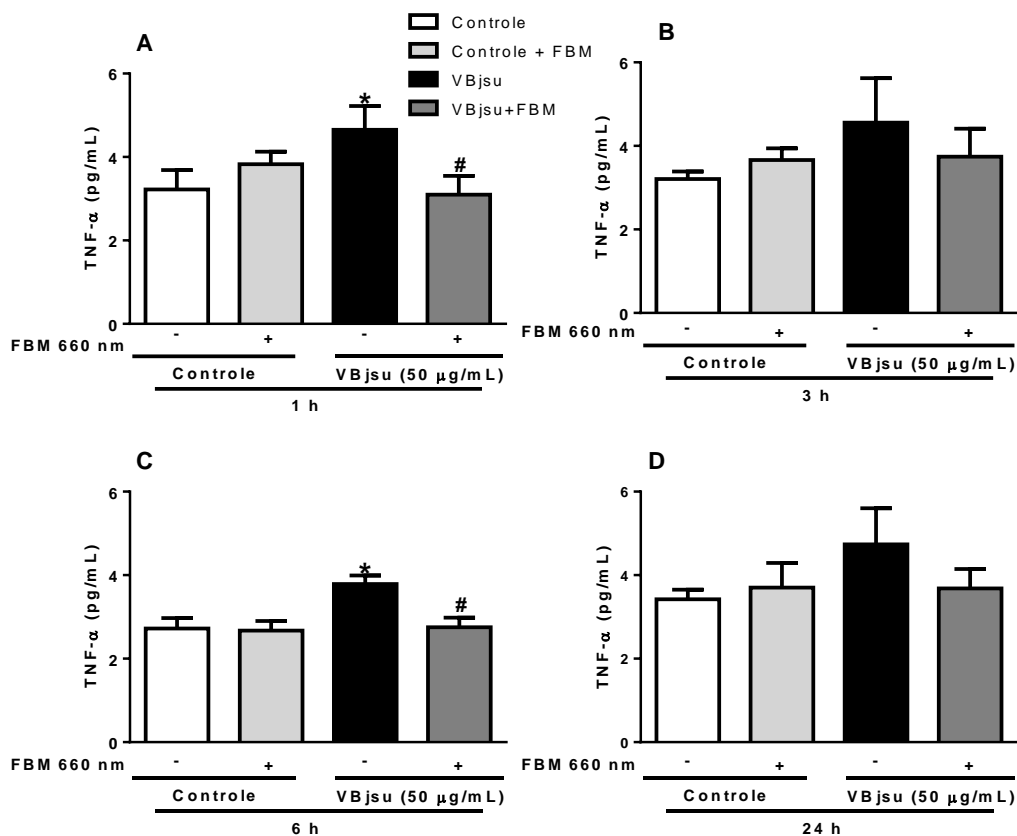 A
Controle
Controle + FBM
VBjsu
VBjsu+FBM
TNF-α (pg/mL)
6
4
2
0
*
#
FBM 660 nm - + - +
Controle VBjsu (50 μg/mL)
1 h
B
TNF-α (pg/mL)
6
4
2
0
- + - +
Controle VBjsu (50 μg/mL)
3 h
C
TNF-α (pg/mL)
6
4
2
0
*
#
FBM 660 nm - + - +
Controle VBjsu (50 μg/mL)
6 h
D
TNF-α (pg/mL)
6
4
2
0
FBM 660 nm - + - +
Controle VBjsu (50 μg/mL)
24 h